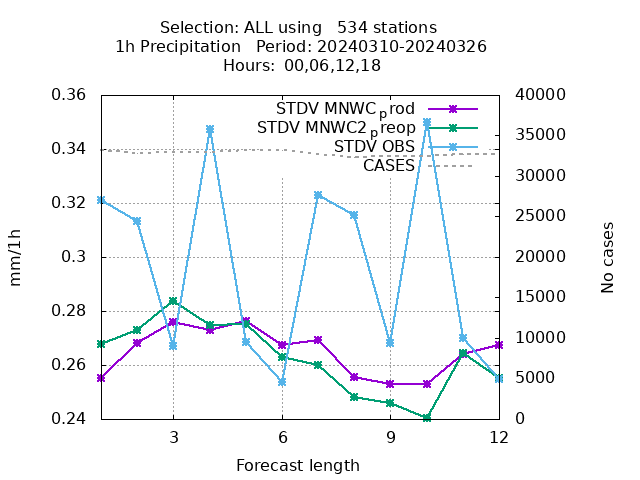 Selection: ALL using   534 stations
1h Precipitation   Period: 20240310-20240326
Hours:  00,06,12,18
STDV MNWC_prod
STDV MNWC2_preop
STDV OBS
CASES
0.36
0.34
0.32
0.3
0.28
0.26
0.24
40000
35000
30000
25000
20000
15000
10000
5000
0
3
6
9
12
mm/1h
No cases
Forecast length